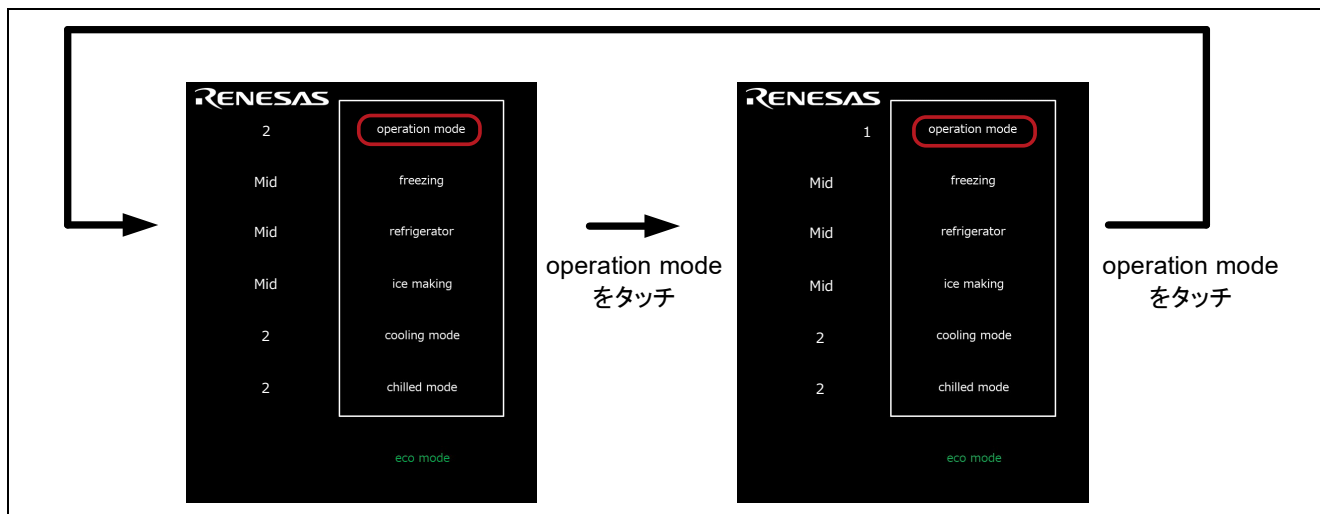 RENESAS
2 operation mode
Mid freezing
Mid refrigerator
Mid ice making
2 cooling mode
2 chilled mode
eco mode
operation mode
をタッチ
RENESAS
1 operation mode
Mid freezing
Mid refrigerator
Mid ice making
2 cooling mode
2 chilled mode
eco mode
operation mode
をタッチ